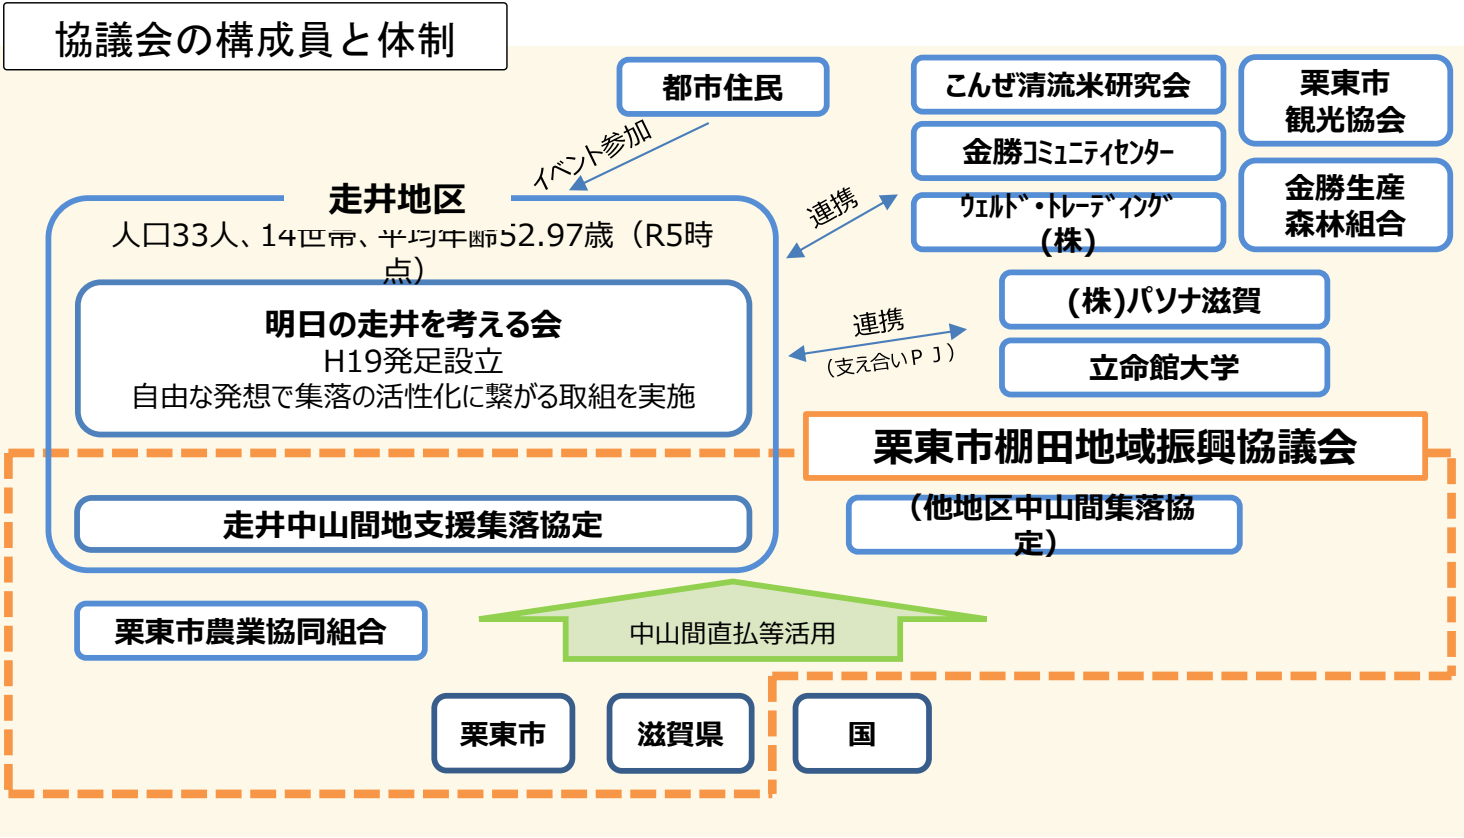 協議会の構成員と体制
都市住民
イベント参加
こんぜ清流米研究会
金勝ｺﾐｭﾆﾃｨｾﾝﾀｰ
ｳｪﾙﾄﾞ・ﾄﾚｰﾃﾞｨﾝｸﾞ
(株)
栗東市
観光協会
金勝生産
森林組合
連携
走井地区
人口33人、14世帯、平均年齢52.97歳（R5時
点）
明日の走井を考える会
H19発足設立
自由な発想で集落の活性化に繋がる取組を実施
連携
（支え合いＰＪ）
(株)パソナ滋賀
立命館大学
栗東市棚田地域振興協議会
走井中山間地支援集落協定
（他地区中山間集落協
定）
栗東市農業協同組合
中山間直払等活用
栗東市
滋賀県
国